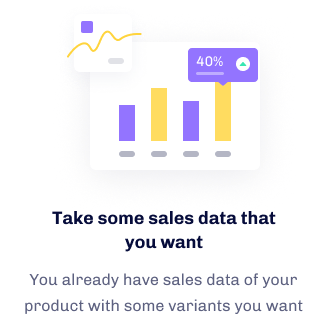 40%
Take some sales data that
you want
You already have sales data of your
product with some variants you want